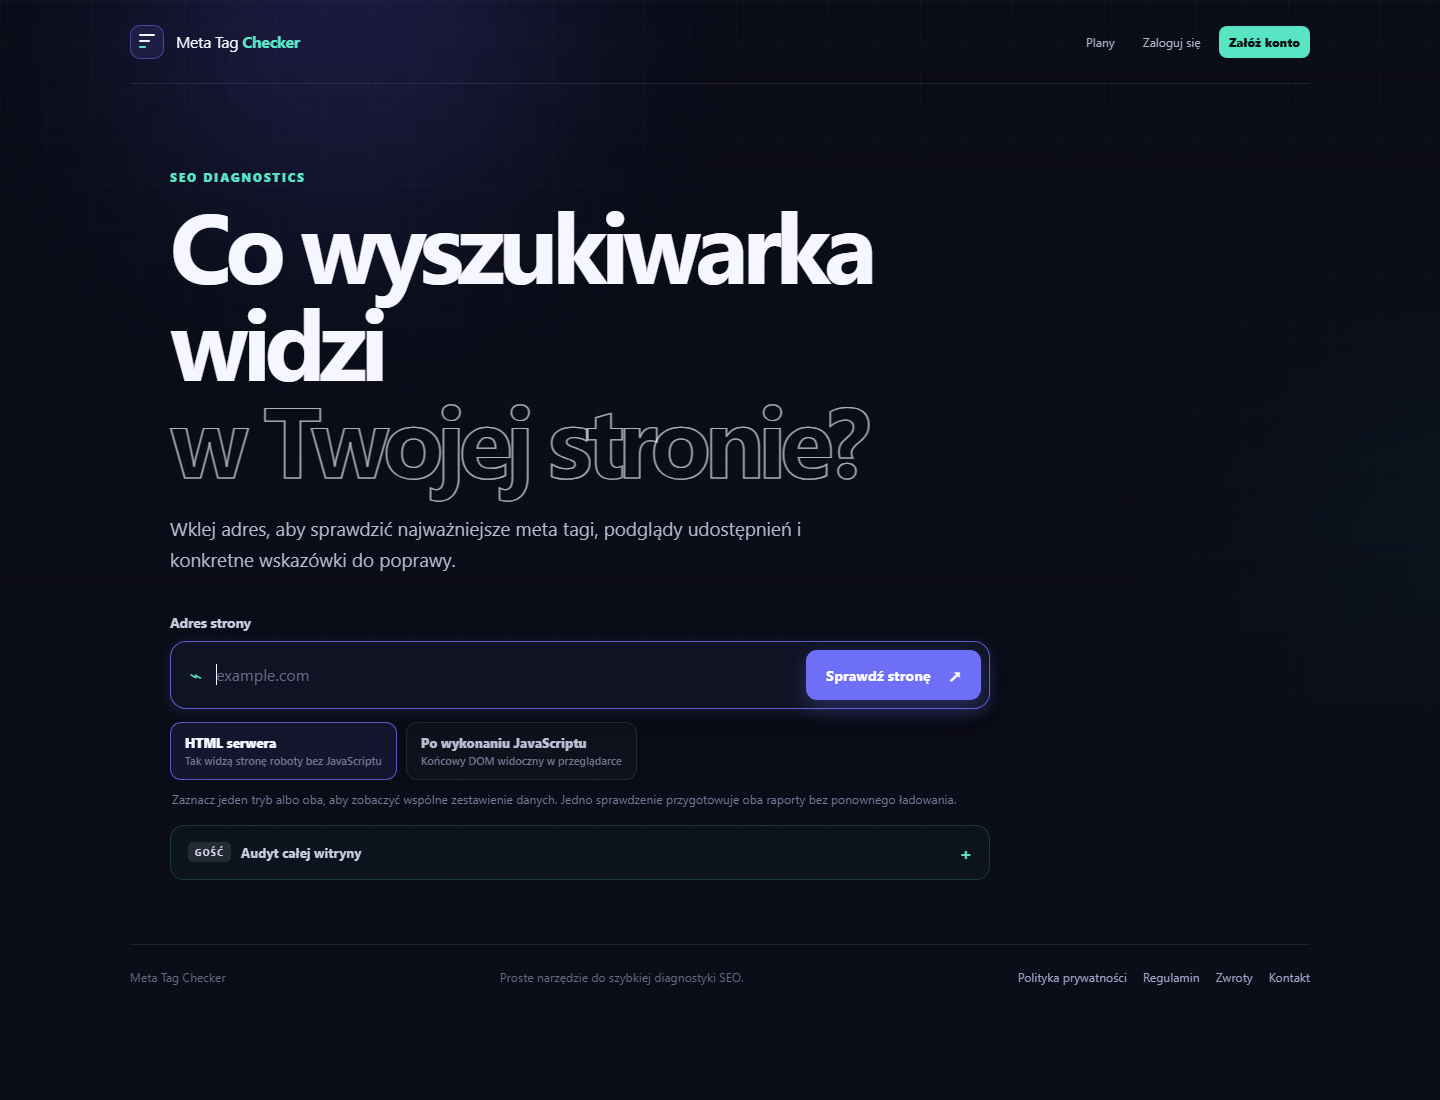 Meta Tag Checker
Plany
Zaloguj się
Załóż konto
SEO DIAGNOSTICS
Co wyszukiwarka
widzi
w Twojej stronie?
Wklej adres, aby sprawdzić najważniejsze meta tagi, podglądy udostępnień i
konkretne wskazówki do poprawy.
Adres strony
example.com
Sprawdź stronę ↗
HTML serwera
Tak widzą stronę roboty bez JavaScriptu
Po wykonaniu JavaScriptu
Końcowy DOM widoczny w przeglądarce
Zaznacz jeden tryb albo oba, aby zobaczyć wspólne zestawienie danych. Jedno sprawdzenie przygotowuje oba raporty bez ponownego ładowania.
GOŚĆ Audyt całej witryny +
Meta Tag Checker
Proste narzędzie do szybkiej diagnostyki SEO.
Polityka prywatności
Regulamin
Zwroty
Kontakt